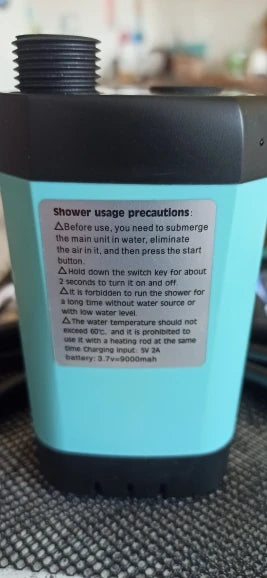 Shower usage precautions:
△Before use, you need to submerge
the main unit in water, eliminate
the air in it, and then press the start
button.
△Hold down the switch key for about
2 seconds to turn it on and off.
△It is forbidden to run the shower for
a long time without water source or
with low water level.
△The water temperature should not
exceed 60℃, and it is prohibited to
use it with a heating rod at the same
time Charging input: 5V 2A
battery: 3.7v=9000mah